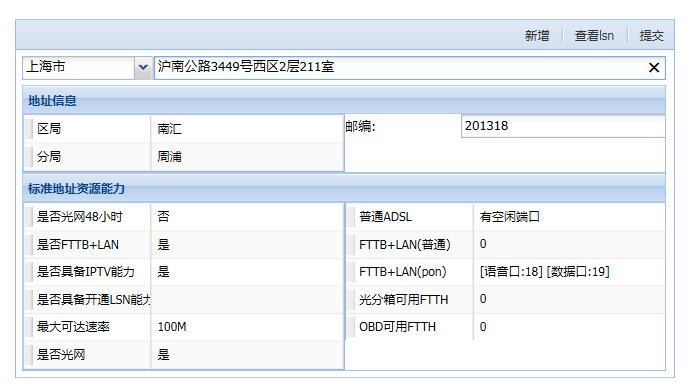 新增 查看lsn 提交
上海市 沪南公路3449号西区2层211室
地址信息
区局 南汇 邮编: 201318
分局 周浦
标准地址资源能力
是否光网48小时 否 普通ADSL 有空闲端口
是否FTTB+LAN 是 FTTB+LAN(普通) 0
是否具备IPTV能力 是 FTTB+LAN(pon) [语音口:18] [数据口:19]
是否具备开通LSN能力 光分箱可用FTTH 0
最大可达速率 100M OBD可用FTTH 0
是否光网 是